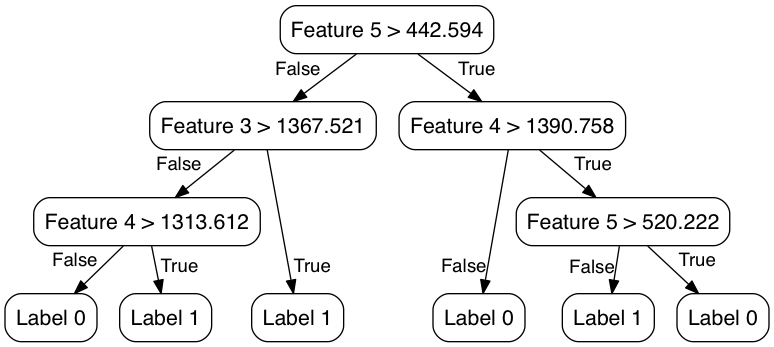 Feature 5 > 442.594
False
True
Feature 3 > 1367.521
Feature 4 > 1390.758
False
True
Feature 4 > 1313.612
Feature 5 > 520.222
False
True
True
False
False
True
Label 0
Label 1
Label 1
Label 0
Label 1
Label 0